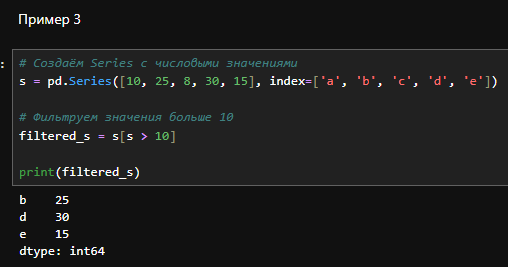 Пример 3
:
# Создаём Series с числовыми значениями
s = pd.Series([10, 25, 8, 30, 15], index=['a', 'b', 'c', 'd', 'e'])
# Фильтруем значения больше 10
filtered_s = s[s > 10]
print(filtered_s)
b    25
d    30
e    15
dtype: int64